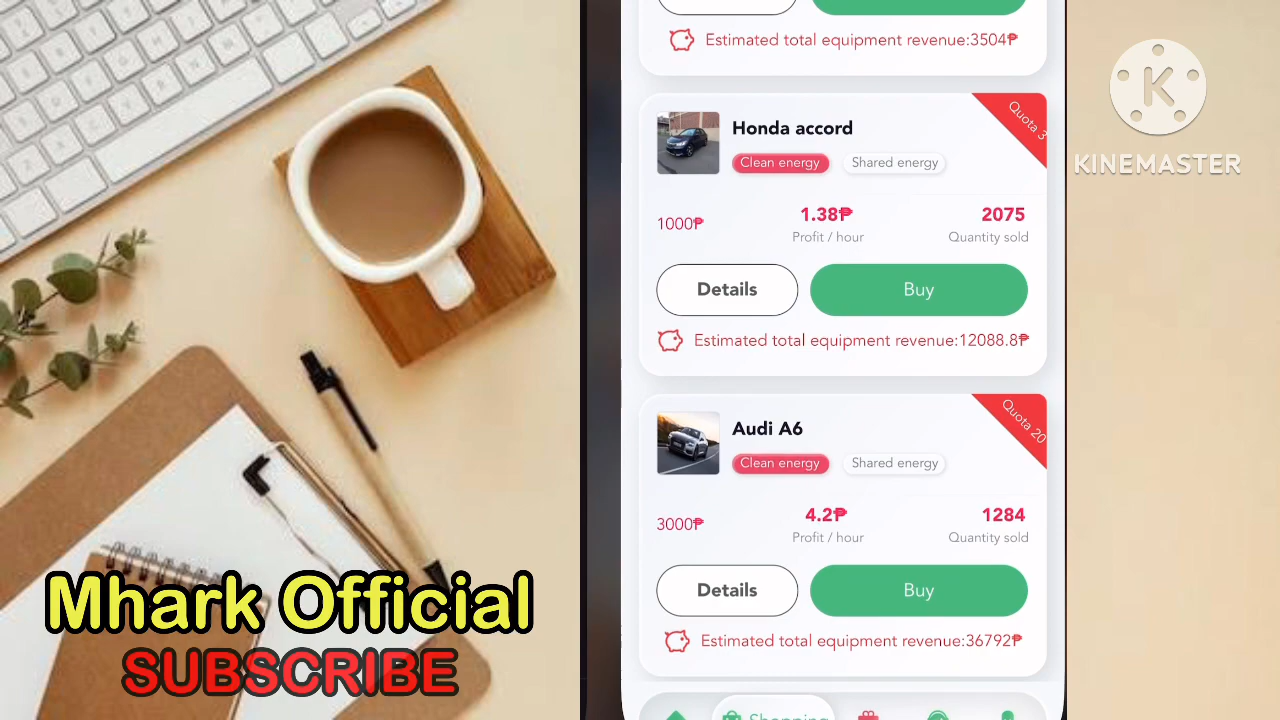 Estimated total equipment revenue:3504₱
Honda accord
Quota 3
Clean energy
Shared energy
1000₱
1.38₱
2075
Profit / hour
Quantity sold
Details
Buy
Estimated total equipment revenue:12088.8₱
Audi A6
Quota 20
Clean energy
Shared energy
3000₱
4.2₱
1284
Profit / hour
Quantity sold
Details
Buy
Estimated total equipment revenue:36792₱
Shopping
Mhark Official
SUBSCRIBE
K
KINEMASTER